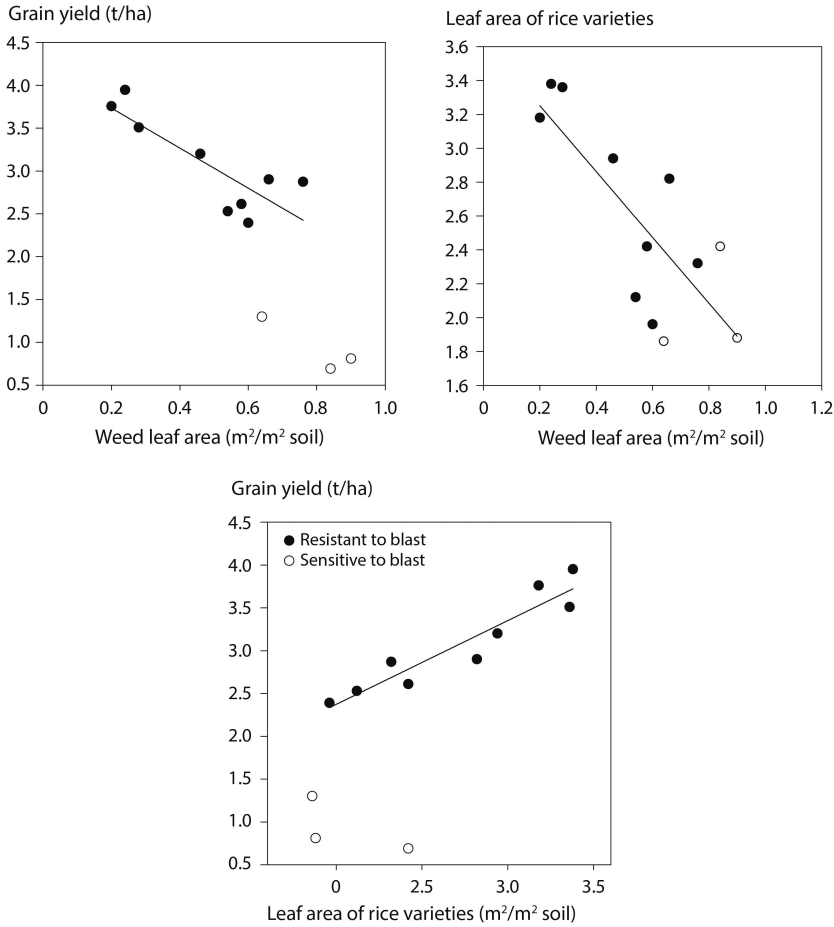 Grain yield (t/ha)
4.5
4.0
3.5
3.0
2.5
2.0
1.5
1.0
0.5
0 0.2 0.4 0.6 0.8 1.0
Weed leaf area (m²/m² soil)
Leaf area of rice varieties
3.6
3.4
3.2
3.0
2.8
2.6
2.4
2.2
2.0
1.8
1.6
0 0.2 0.4 0.6 0.8 1.0 1.2
Weed leaf area (m²/m² soil)
Grain yield (t/ha)
4.5
Resistant to blast
Sensitive to blast
4.0
3.5
3.0
2.5
2.0
1.5
1.0
0.5
0 2.5 3.0 3.5
Leaf area of rice varieties (m²/m² soil)